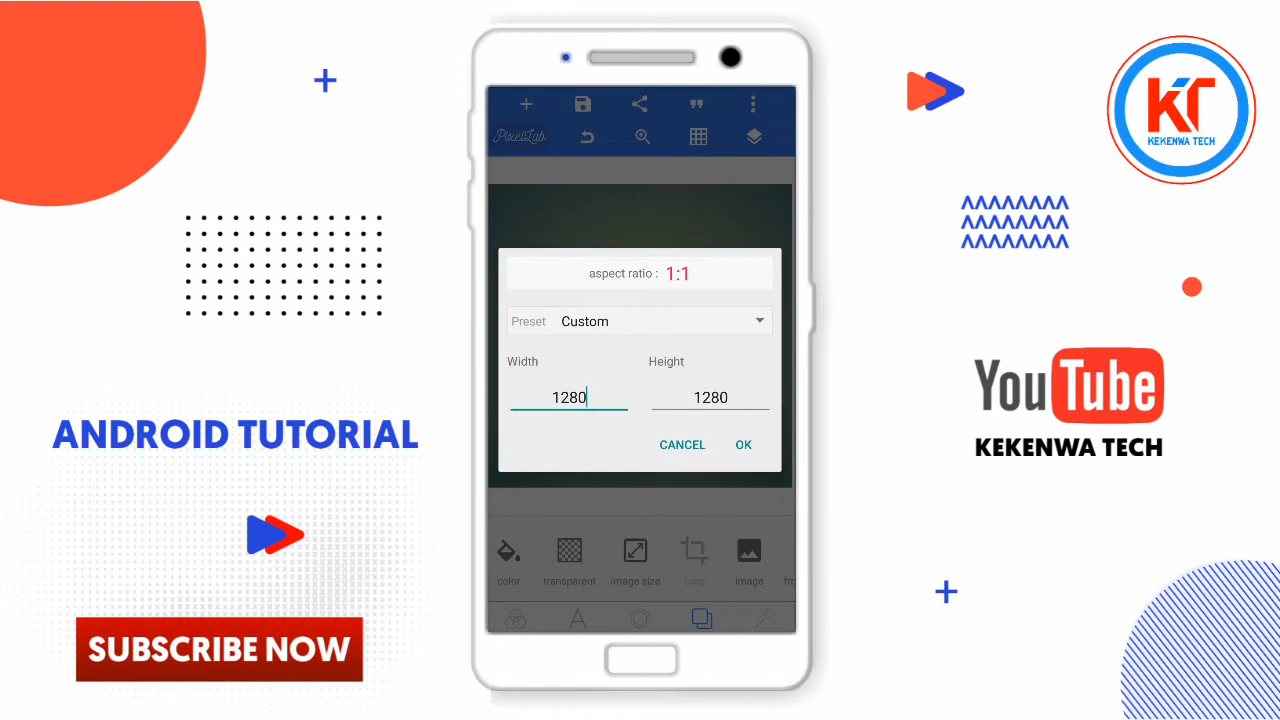 KT
KEKENWA TECH
PixelLab
aspect ratio : 1:1
Preset Custom
Width Height
1280 1280
CANCEL OK
color transparent image size crop image fro
ANDROID TUTORIAL
SUBSCRIBE NOW
YouTube
KEKENWA TECH